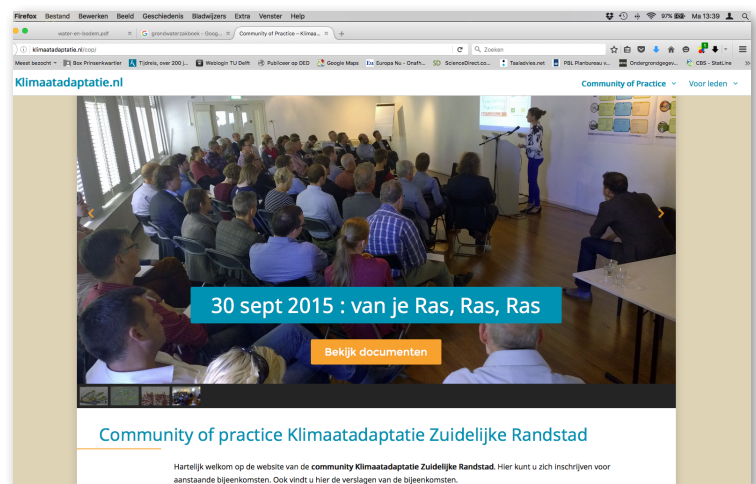 Firefox Bestand Bewerken Beeld Geschiedenis Bladwijzers Extra Venster Help 97% Ma 13:39
water-en-bodem.pdf grondwaterzakboek - Goog... Community of Practice – Klimaa...
klimaatadaptatie.nl/cop/ Zoeken
Meest bezocht Box Prinsenkwartier Tijdreis, over 200 j... Weblogin TU Delft Publiceer op DEO Google Maps Eu Europa Nu - Onafh... SD ScienceDirect.co... Taaladvies.net PBL Planbureau v... Ondergrondgegev... CBS - StatLine
Klimaatadaptatie.nl Community of Practice Voor leden
30 sept 2015 : van je Ras, Ras, Ras
Bekijk documenten
Community of practice Klimaatadaptatie Zuidelijke Randstad
Hartelijk welkom op de website van de community Klimaatadaptatie Zuidelijke Randstad. Hier kunt u zich inschrijven voor
aanstaande bijeenkomsten. Ook vindt u hier de verslagen van de bijeenkomsten.